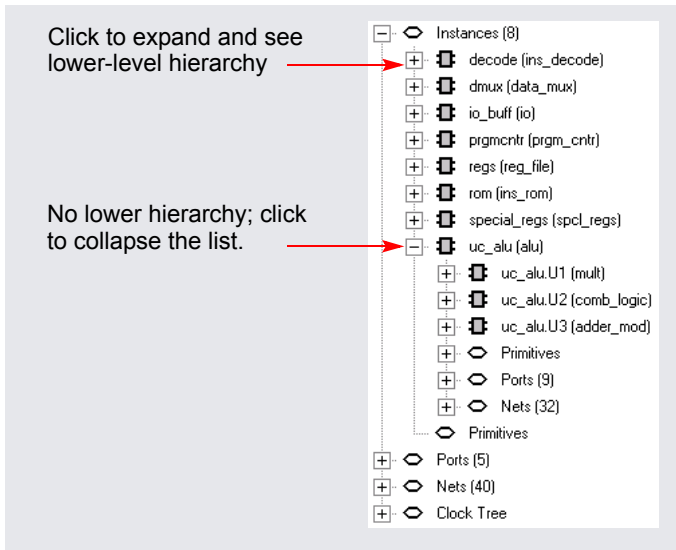 Click to expand and see
lower-level hierarchy
No lower hierarchy; click
to collapse the list.
Instances (8)
decode (ins_decode)
dmux (data_mux)
io_buff (io)
prgmcntr (prgm_cntr)
regs (reg_file)
rom (ins_rom)
special_regs (spcl_regs)
uc_alu (alu)
uc_alu.U1 (mult)
uc_alu.U2 (comb_logic)
uc_alu.U3 (adder_mod)
Primitives
Ports (9)
Nets (32)
Primitives
Ports (5)
Nets (40)
Clock Tree